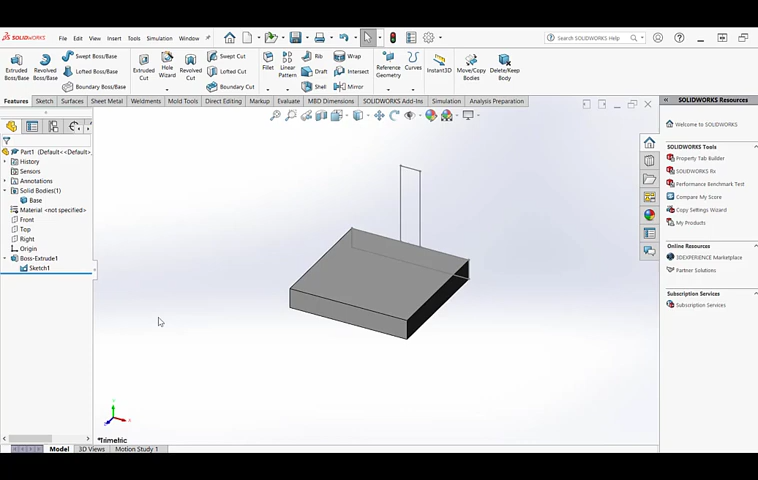 SOLIDWORKS File Edit View Insert Tools Simulation Window Search SOLIDWORKS Help
Extruded Boss/Base
Revolved Boss/Base
Swept Boss/Base
Lofted Boss/Base
Boundary Boss/Base
Extruded Cut
Hole Wizard
Revolved Cut
Swept Cut
Lofted Cut
Boundary Cut
Fillet
Linear Pattern
Rib
Draft
Shell
Wrap
Intersect
Mirror
Reference Geometry
Curves
Instant3D
Move/Copy Bodies
Delete/Keep Body
Features Sketch Surfaces Sheet Metal Weldments Mold Tools Direct Editing Markup Evaluate MBD Dimensions SOLIDWORKS Add-Ins Simulation Analysis Preparation
Part1 (Default<<Default>_
History
Sensors
Annotations
Solid Bodies(1)
Base
Material <not specified>
Front
Top
Right
Origin
Boss-Extrude1
Sketch1
*Trimetric
Model 3D Views Motion Study 1
SOLIDWORKS Resources
Welcome to SOLIDWORKS
SOLIDWORKS Tools
Property Tab Builder
SOLIDWORKS Rx
Performance Benchmark Test
Compare My Score
Copy Settings Wizard
My Products
Online Resources
3DEXPERIENCE Marketplace
Partner Solutions
Subscription Services
Subscription Services